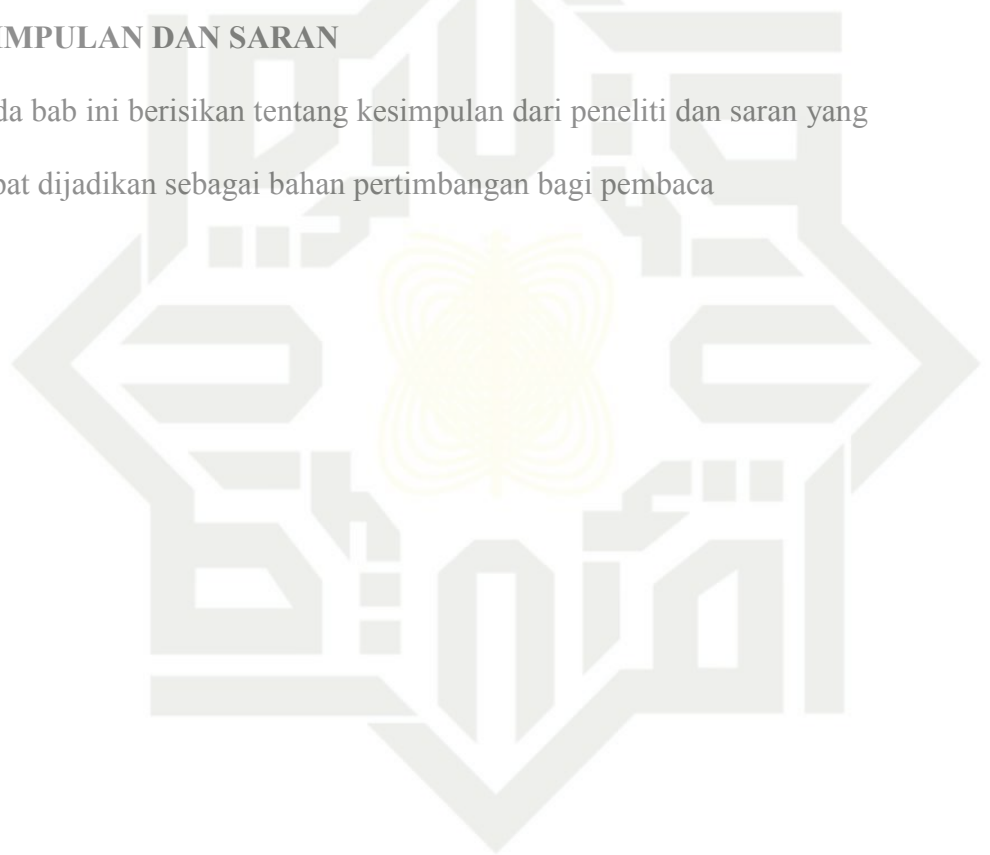 IMPULAN DAN SARAN
da bab ini berisikan tentang kesimpulan dari peneliti dan saran yang
pat dijadikan sebagai bahan pertimbangan bagi pembaca